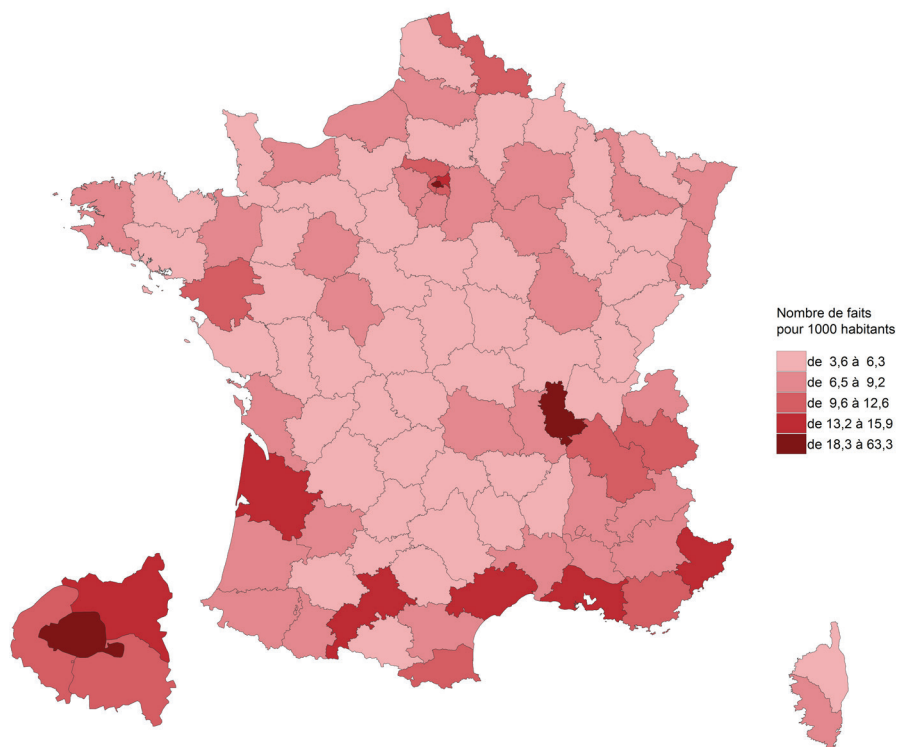 Nombre de faits
pour 1000 habitants
de 3,6 à 6,3
de 6,5 à 9,2
de 9,6 à 12,6
de 13,2 à 15,9
de 18,3 à 63,3